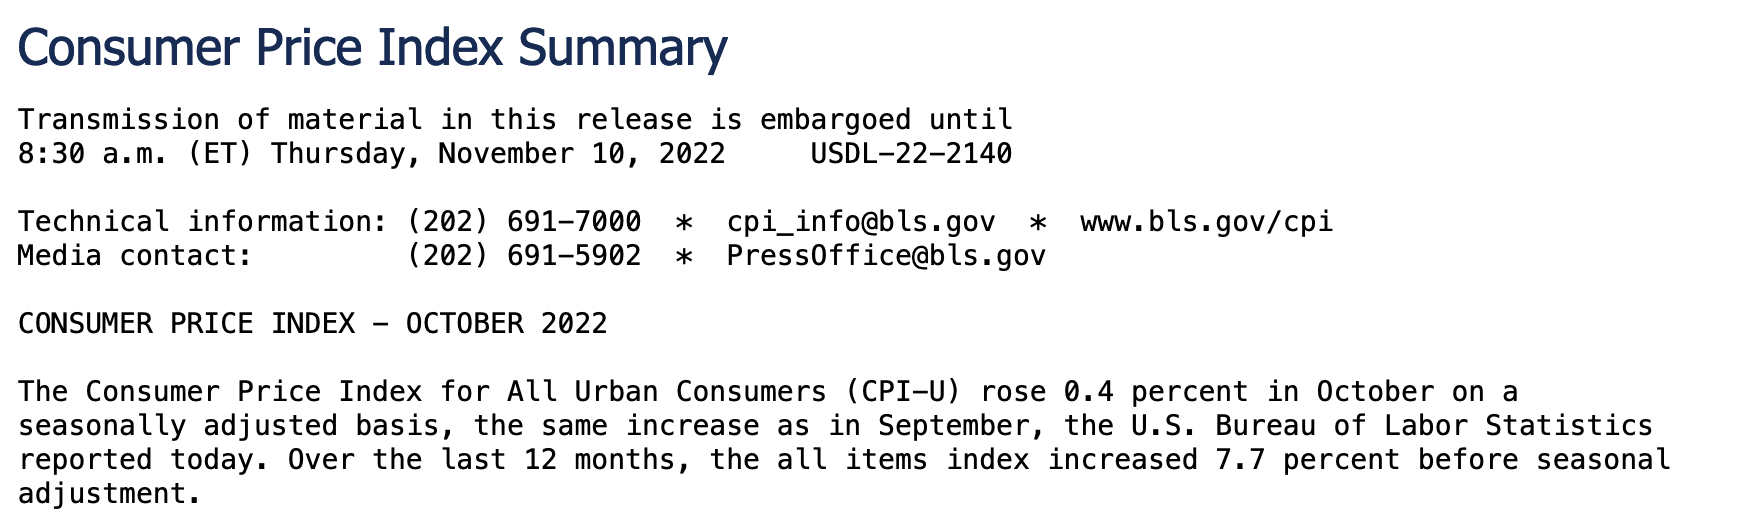 Consumer Price Index Summary
Transmission of material in this release is embargoed until
8:30 a.m. (ET) Thursday, November 10, 2022     USDL-22-2140
Technical information: (202) 691-7000  *  cpi_info@bls.gov  *  www.bls.gov/cpi
Media contact:         (202) 691-5902  *  PressOffice@bls.gov
CONSUMER PRICE INDEX - OCTOBER 2022
The Consumer Price Index for All Urban Consumers (CPI-U) rose 0.4 percent in October on a
seasonally adjusted basis, the same increase as in September, the U.S. Bureau of Labor Statistics
reported today. Over the last 12 months, the all items index increased 7.7 percent before seasonal
adjustment.